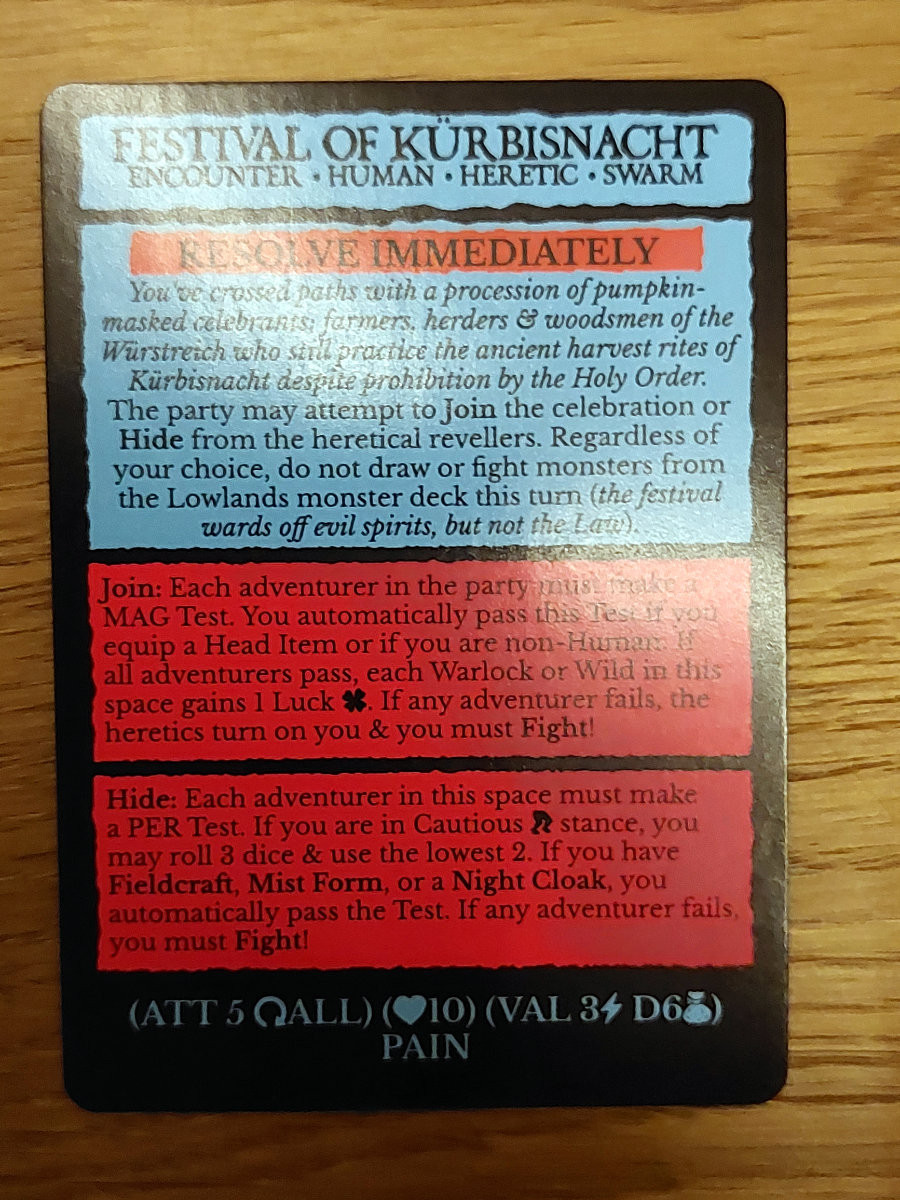 FESTIVAL OF KÜRBISNACHT
ENCOUNTER • HUMAN • HERETIC • SWARM
RESOLVE IMMEDIATELY
You've crossed paths with a procession of pumpkin-
masked celebrants; farmers, herders & woodsmen of the
Würstreich who still practice the ancient harvest rites of
Kürbisnacht despite prohibition by the Holy Order.
The party may attempt to Join the celebration or
Hide from the heretical revellers. Regardless of
your choice, do not draw or fight monsters from
the Lowlands monster deck this turn (the festival
wards off evil spirits, but not the Law).
Join: Each adventurer in the party must make a
MAG Test. You automatically pass this Test if you
equip a Head Item or if you are non-Human. If
all adventurers pass, each Warlock or Wild in this
space gains 1 Luck ♣. If any adventurer fails, the
heretics turn on you & you must Fight!
Hide: Each adventurer in this space must make
a PER Test. If you are in Cautious stance, you
may roll 3 dice & use the lowest 2. If you have
Fieldcraft, Mist Form, or a Night Cloak, you
automatically pass the Test. If any adventurer fails,
you must Fight!
(ATT 5 ALL) (♥10) (VAL 3⚡ D6💰)
PAIN